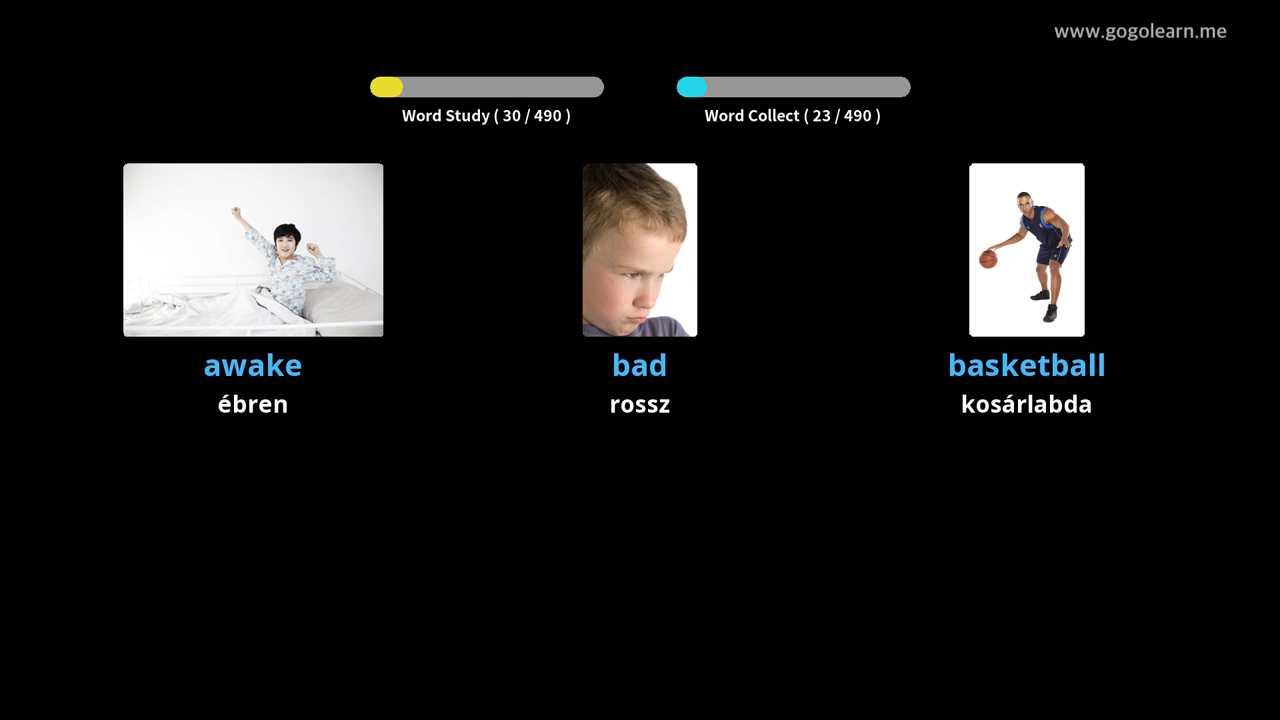 www.gogolearn.me
Word Study ( 30 / 490 )
Word Collect ( 23 / 490 )
awake
ébren
bad
rossz
basketball
kosárlabda